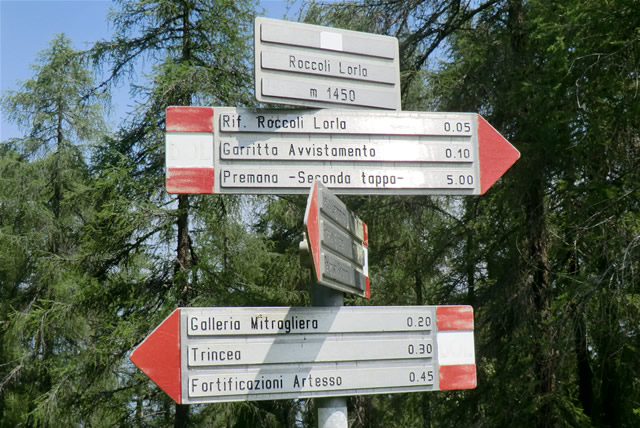 Roccoli Lorla
m 1450
Rif. Roccoli Lorla 0.05
Garritta Avvistamento 0.10
Premana -Seconda tappa- 5.00
Galleria Mitragliera 0.20
Trincea 0.30
Fortificazioni Artesso 0.45